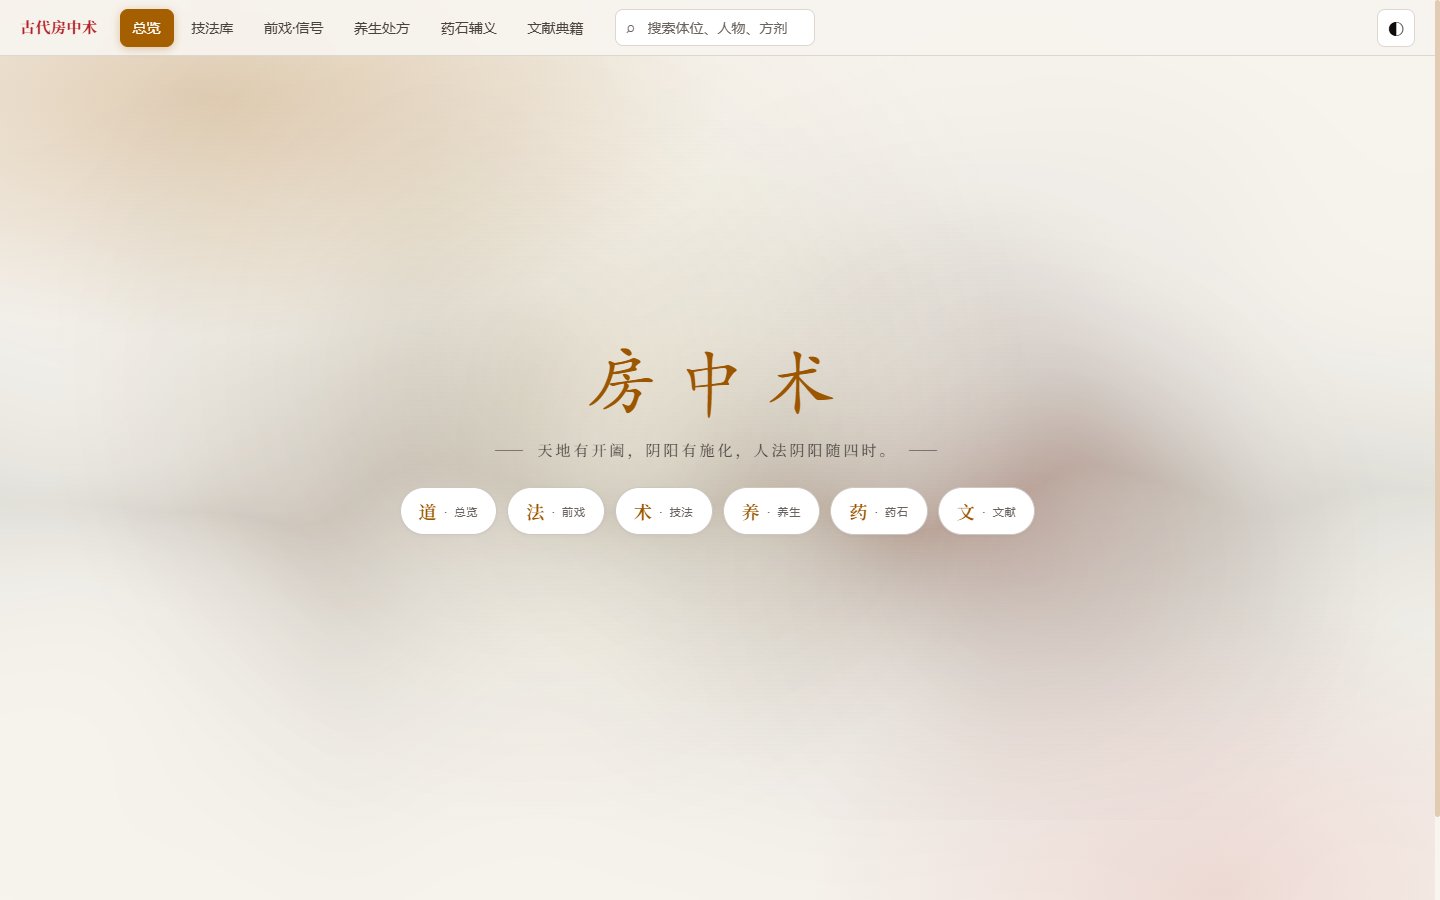 古代房中术 总览 技法库 前戏·信号 养生处方 药石辅义 文献典籍 搜索体位、人物、方剂
房中术
天地有开阖，阴阳有施化，人法阴阳随四时。
道 · 总览 法 · 前戏 术 · 技法 养 · 养生 药 · 药石 文 · 文献